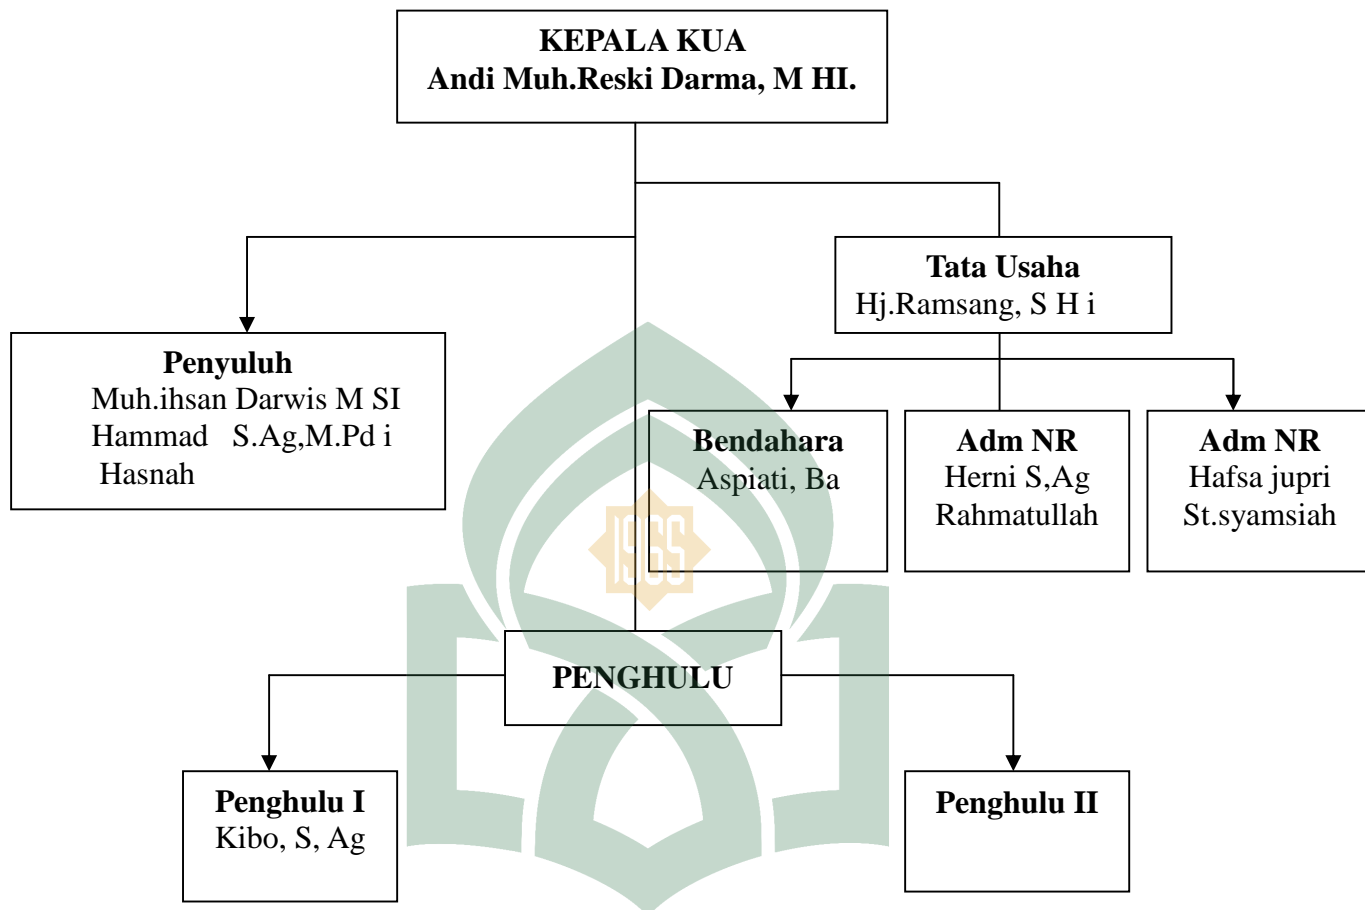 KEPALA KUA
Andi Muh.Reski Darma, M HI.
Tata Usaha
Hj.Ramsang, S H i
Penyuluh
Muh.ihsan Darwis M SI
Hammad S.Ag,M.Pd i
Hasnah
Bendahara
Aspiati, Ba
Adm NR
Herni S,Ag
Rahmatullah
Adm NR
Hafsa jupri
St.syamsiah
1965
PENGHULU
Penghulu I
Kibo, S, Ag
Penghulu II